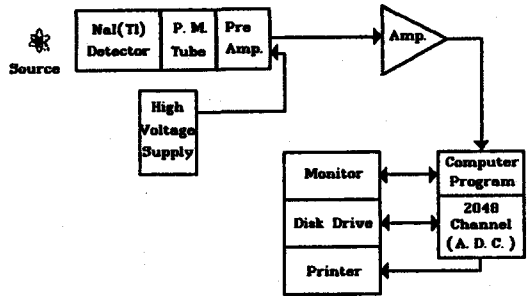 Source
NaI(Tl)
Detector
P. M.
Tube
Pre
Amp.
Amp.
High
Voltage
Supply
Monitor
Disk Drive
Printer
Computer
Program
2048
Channel
(A. D. C.)